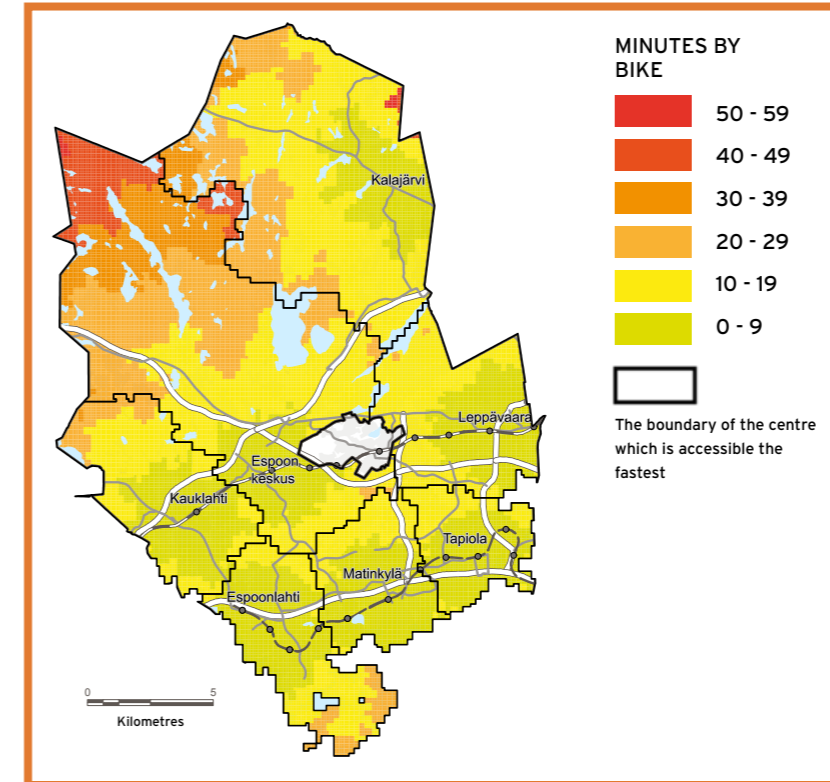 MINUTES BY
BIKE
50 - 59
40 - 49
30 - 39
20 - 29
10 - 19
0 - 9
The boundary of the centre
which is accessible the
fastest
Kalajärvi
Leppävaara
Espoon
keskus
Kauklahti
Tapiola
Matinkylä
Espoonlahti
0 5
Kilometres